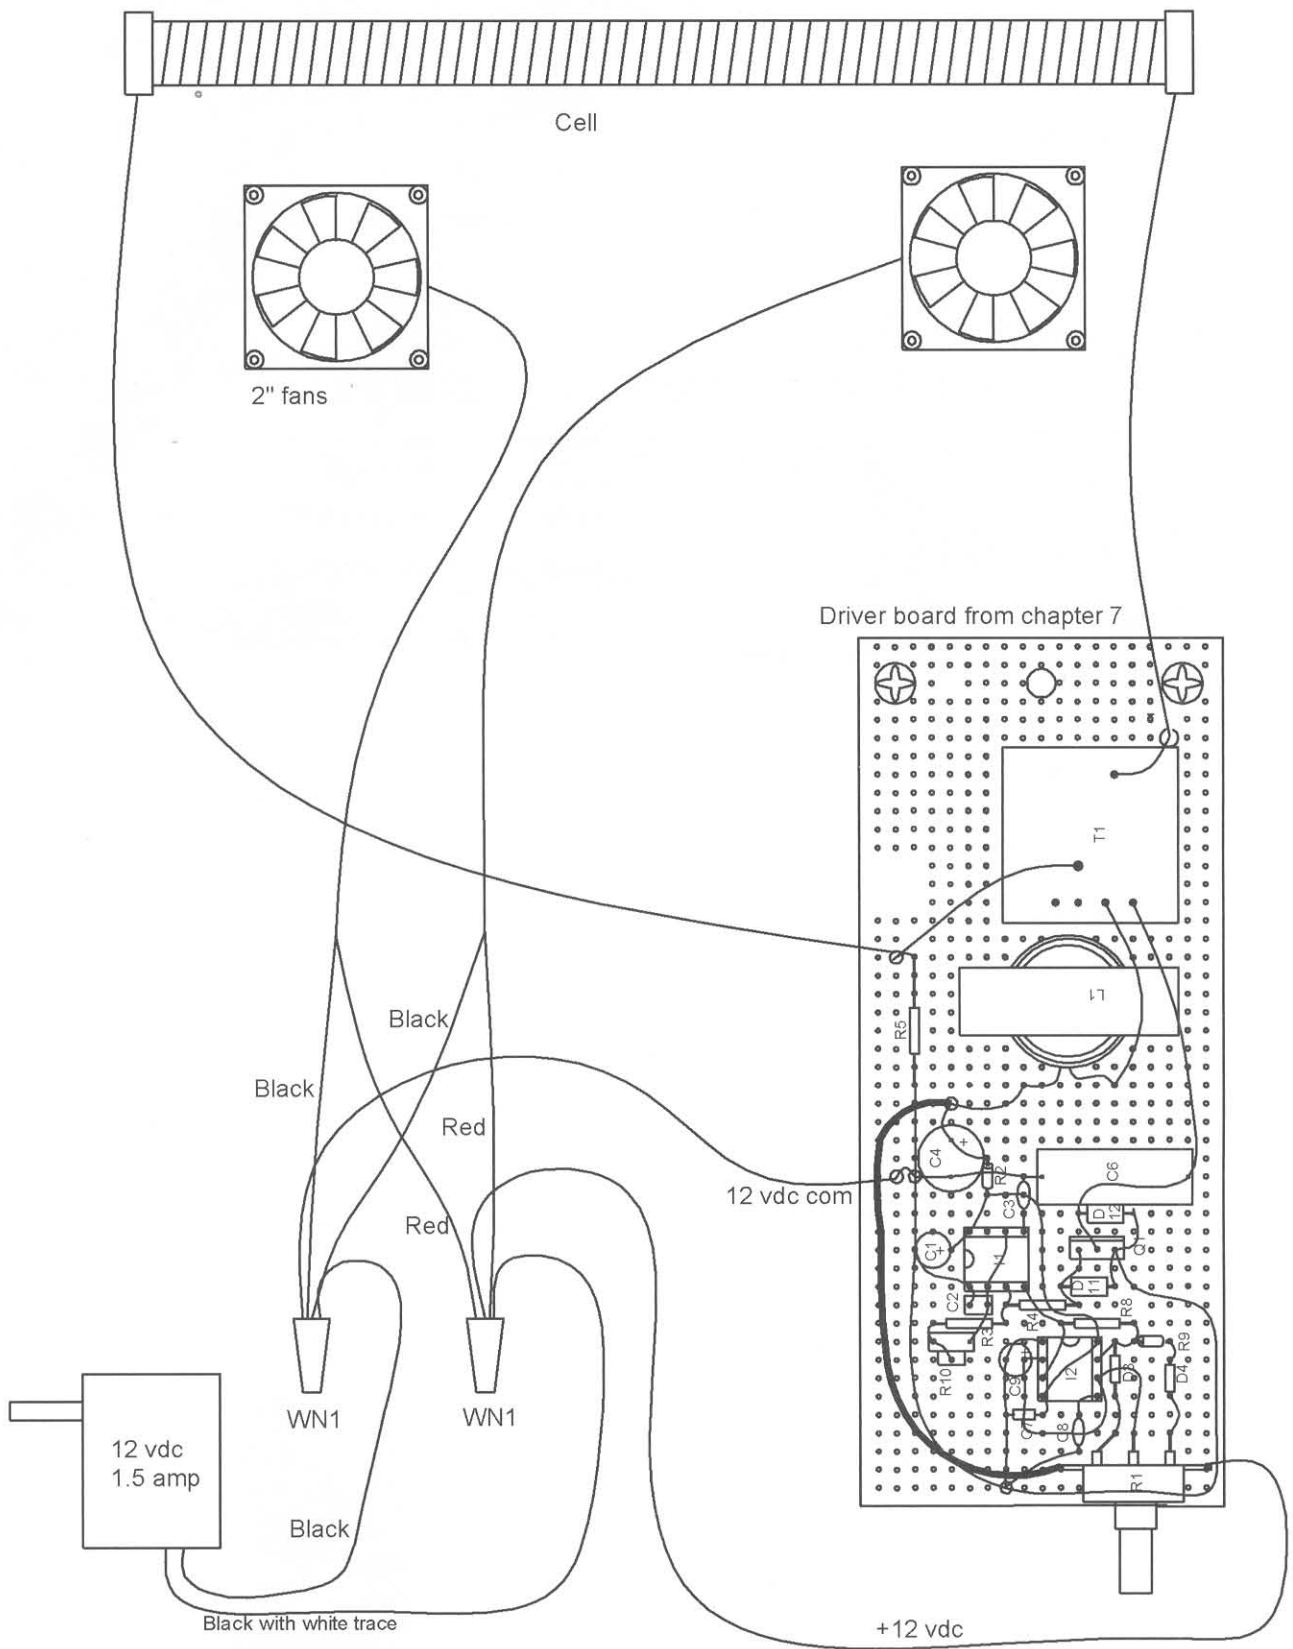 Cell
2" fans
Driver board from chapter 7
T1
L1
R5
Black
Black
Red
Red
12 vdc com
C4
+
R2
C6
C3
D
12
C1
+
I1
Q1
D
11
C2
R4
R8
R3
R10
C9
I2
D3
R9
D4
C7
C8
R1
WN1
WN1
12 vdc
1.5 amp
Black
Black with white trace
+12 vdc